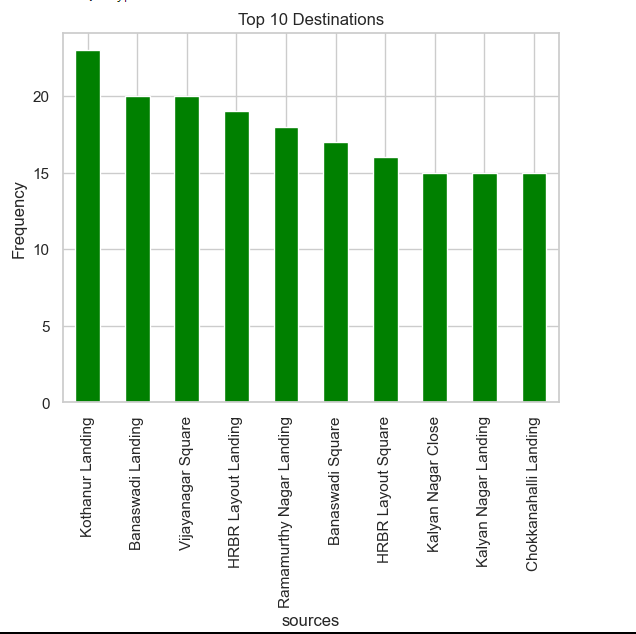 Top 10 Destinations
Frequency
20
15
10
5
0
Kothanur Landing
Banaswadi Landing
Vijayanagar Square
HRBR Layout Landing
Ramamurthy Nagar Landing
Banaswadi Square
HRBR Layout Square
Kalyan Nagar Close
Kalyan Nagar Landing
Chokkanahalli Landing
sources